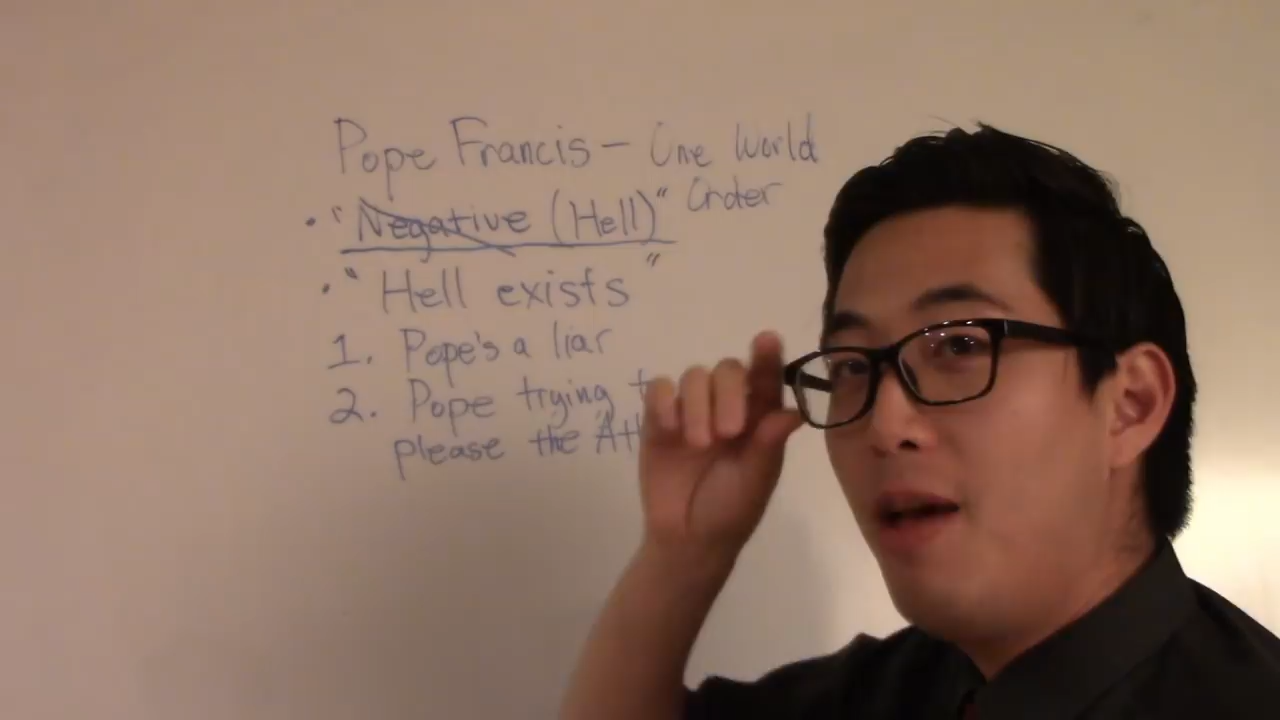 Pope Francis - One World
Order
• "Negative (Hell)"
• "Hell exists"
1. Pope's a liar
2. Pope trying
please the